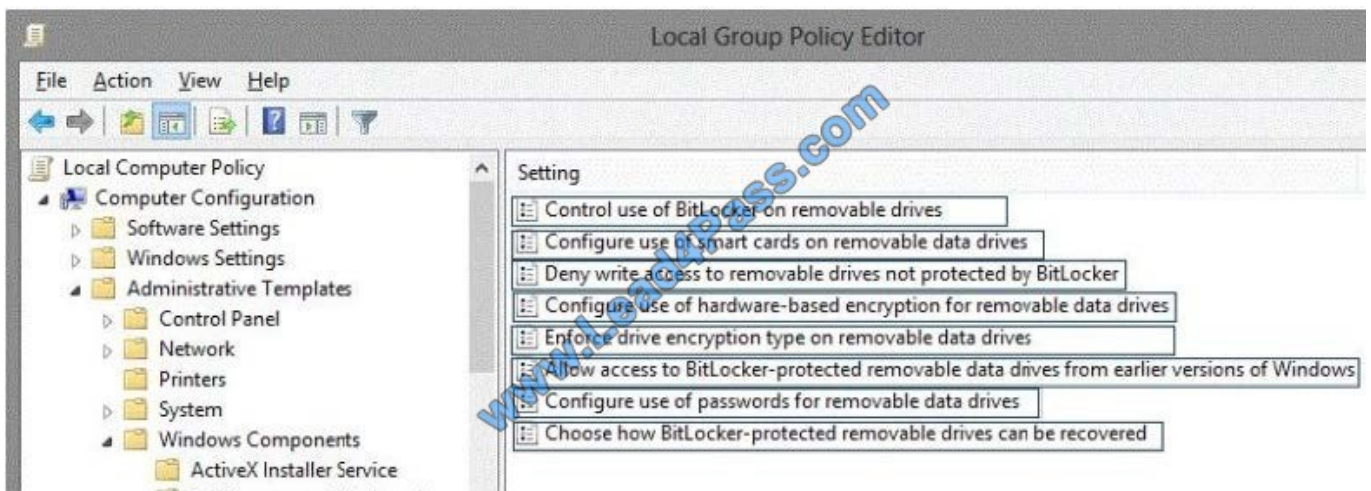 Local Group Policy Editor
File Action View Help
Local Computer Policy
Computer Configuration
Software Settings
Windows Settings
Administrative Templates
Control Panel
Network
Printers
System
Windows Components
ActiveX Installer Service
Setting
Control use of BitLocker on removable drives
Configure use of smart cards on removable data drives
Deny write access to removable drives not protected by BitLocker
Configure use of hardware-based encryption for removable data drives
Enforce drive encryption type on removable data drives
Allow access to BitLocker-protected removable data drives from earlier versions of Windows
Configure use of passwords for removable data drives
Choose how BitLocker-protected removable drives can be recovered
www.Lead4Pass.com